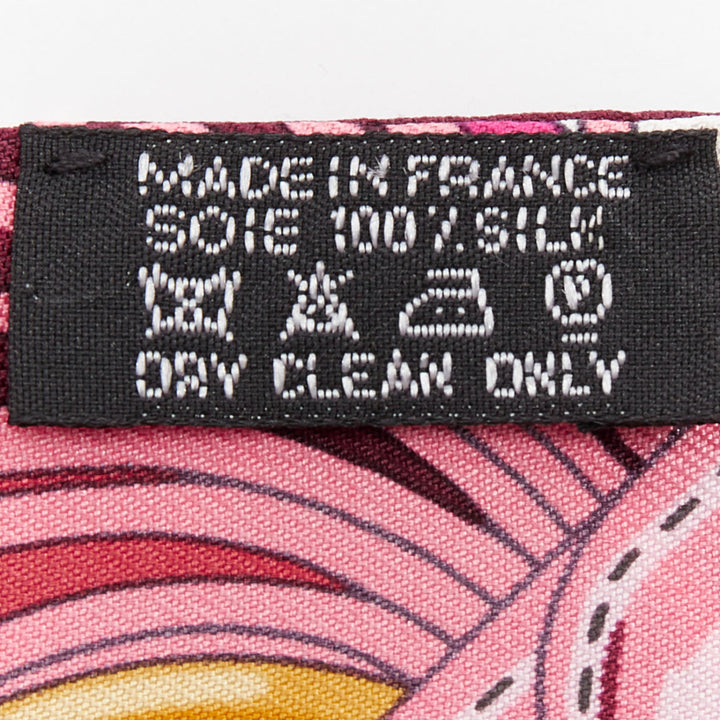 MADE IN FRANCE
SOIE 100% SILK
P
DRY CLEAN ONLY